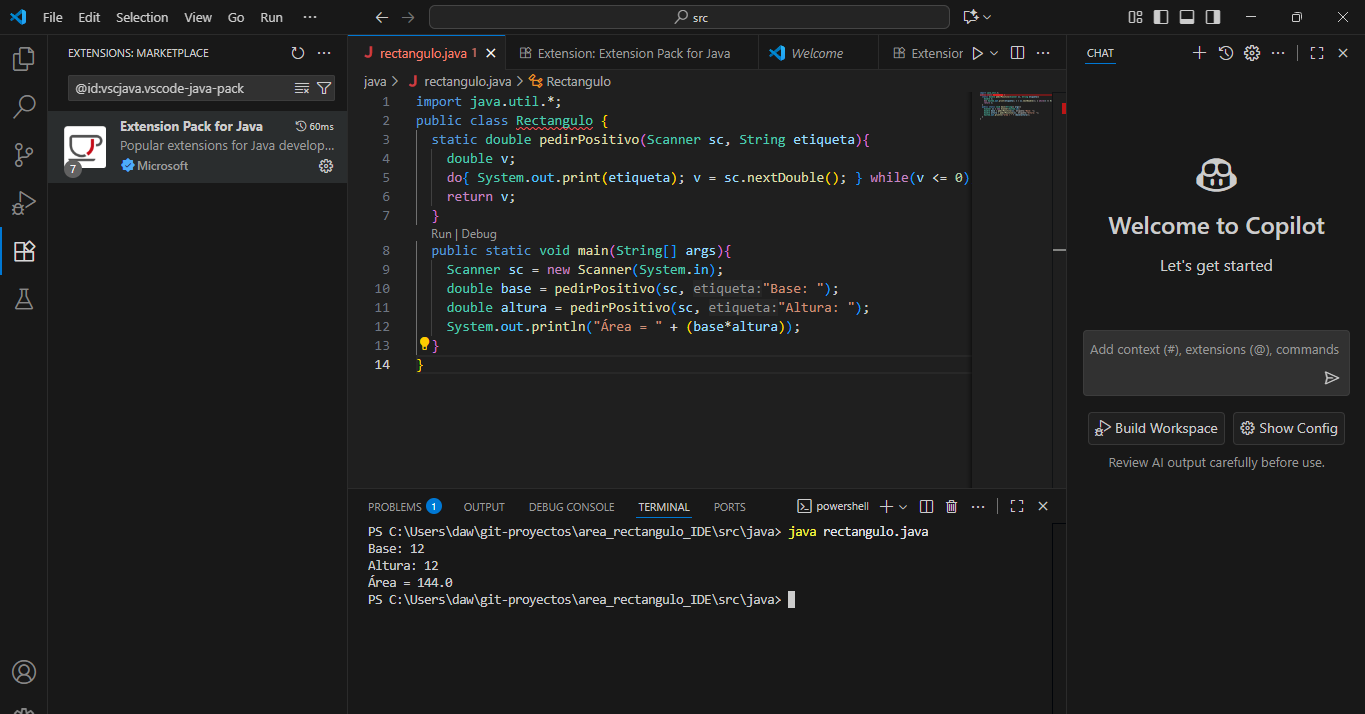 File Edit Selection View Go Run ··· src
EXTENSIONS: MARKETPLACE
@id:vscjava.vscode-java-pack
Extension Pack for Java 60ms
Popular extensions for Java develop...
Microsoft
7
rectangulo.java 1 Extension: Extension Pack for Java Welcome Extension
java > rectangulo.java > Rectangulo
1 import java.util.*;
2 public class Rectangulo {
3 static double pedirPositivo(Scanner sc, String etiqueta){
4 double v;
5 do{ System.out.print(etiqueta); v = sc.nextDouble(); } while(v <= 0)
6 return v;
7 }
Run | Debug
8 public static void main(String[] args){
9 Scanner sc = new Scanner(System.in);
10 double base = pedirPositivo(sc, etiqueta:"Base: ");
11 double altura = pedirPositivo(sc, etiqueta:"Altura: ");
12 System.out.println("Área = " + (base*altura));
13 }
14 }
PROBLEMS 1 OUTPUT DEBUG CONSOLE TERMINAL PORTS powershell
PS C:\Users\daw\git-proyectos\area_rectangulo_IDE\src\java> java rectangulo.java
Base: 12
Altura: 12
Área = 144.0
PS C:\Users\daw\git-proyectos\area_rectangulo_IDE\src\java>
CHAT
Welcome to Copilot
Let's get started
Add context (#), extensions (@), commands
Build Workspace Show Config
Review AI output carefully before use.